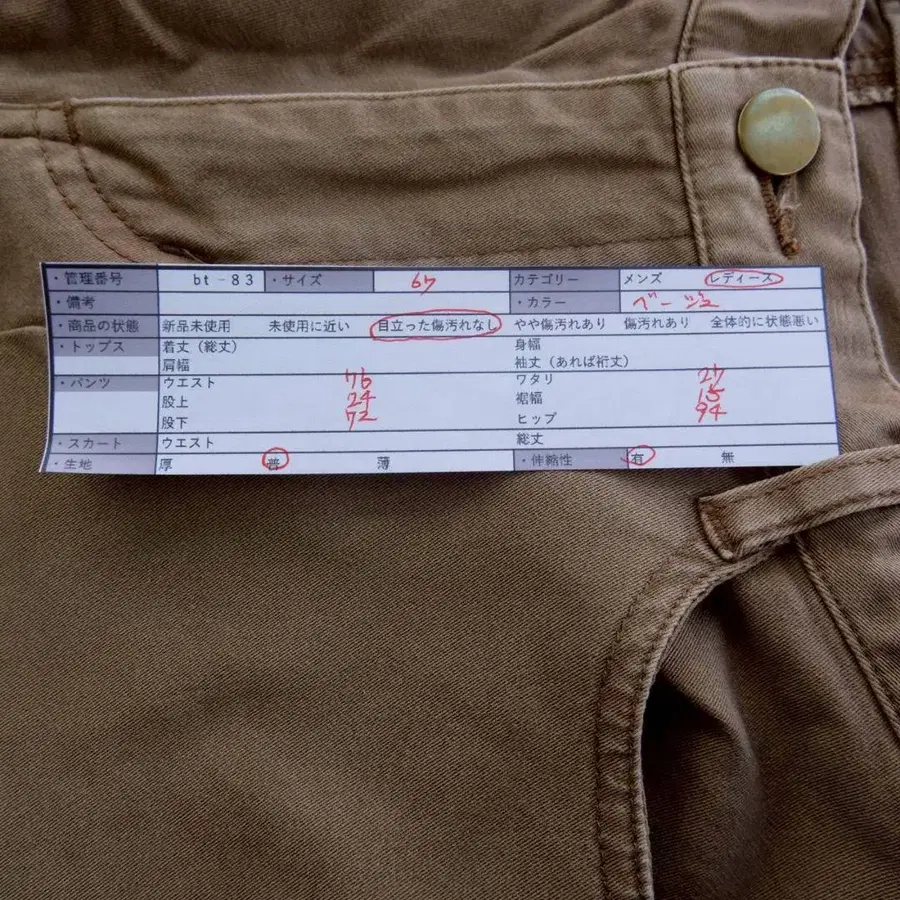 ・管理番号 bt-83 ・サイズ 67 カテゴリー メンズ レディース
・備考 ・カラー ベージュ
・商品の状態 新品未使用 未使用に近い 目立った傷汚れなし やや傷汚れあり 傷汚れあり 全体的に状態悪い
・トップス 着丈（総丈） 身幅
肩幅 袖丈（あれば裄丈）
・パンツ ウエスト 76 ワタリ 27
股上 24 裾幅 15
股下 72 ヒップ 94
・スカート ウエスト 総丈
・生地 厚 普 薄 ・伸縮性 有 無